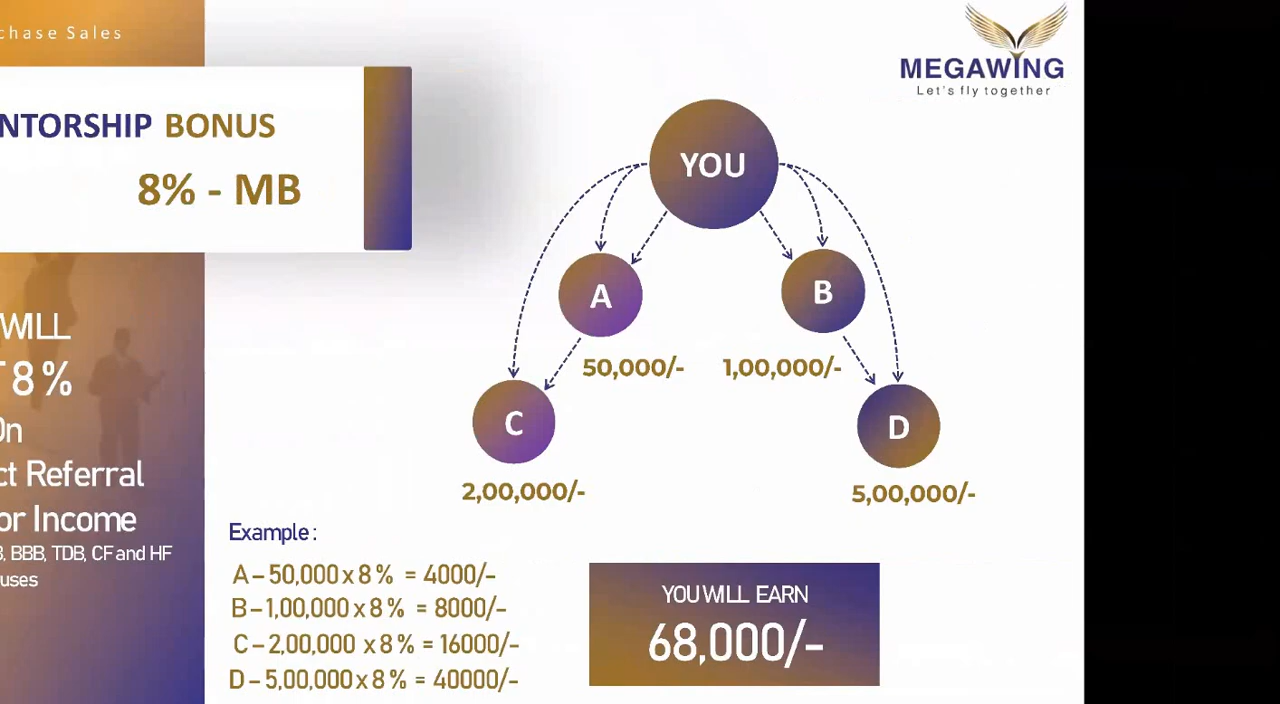 chase Sales
MEGAWING
Let's fly together
NTORSHIP BONUS
8% - MB
YOU
A
B
50,000/-
1,00,000/-
C
D
2,00,000/-
5,00,000/-
WILL
8%
On
ct Referral
or Income
, BBB, TDB, CF and HF
uses
Example :
A – 50,000 x 8 % = 4000/-
B – 1,00,000 x 8 % = 8000/-
C – 2,00,000 x 8 % = 16000/-
D – 5,00,000 x 8 % = 40000/-
YOU WILL EARN
68,000/-